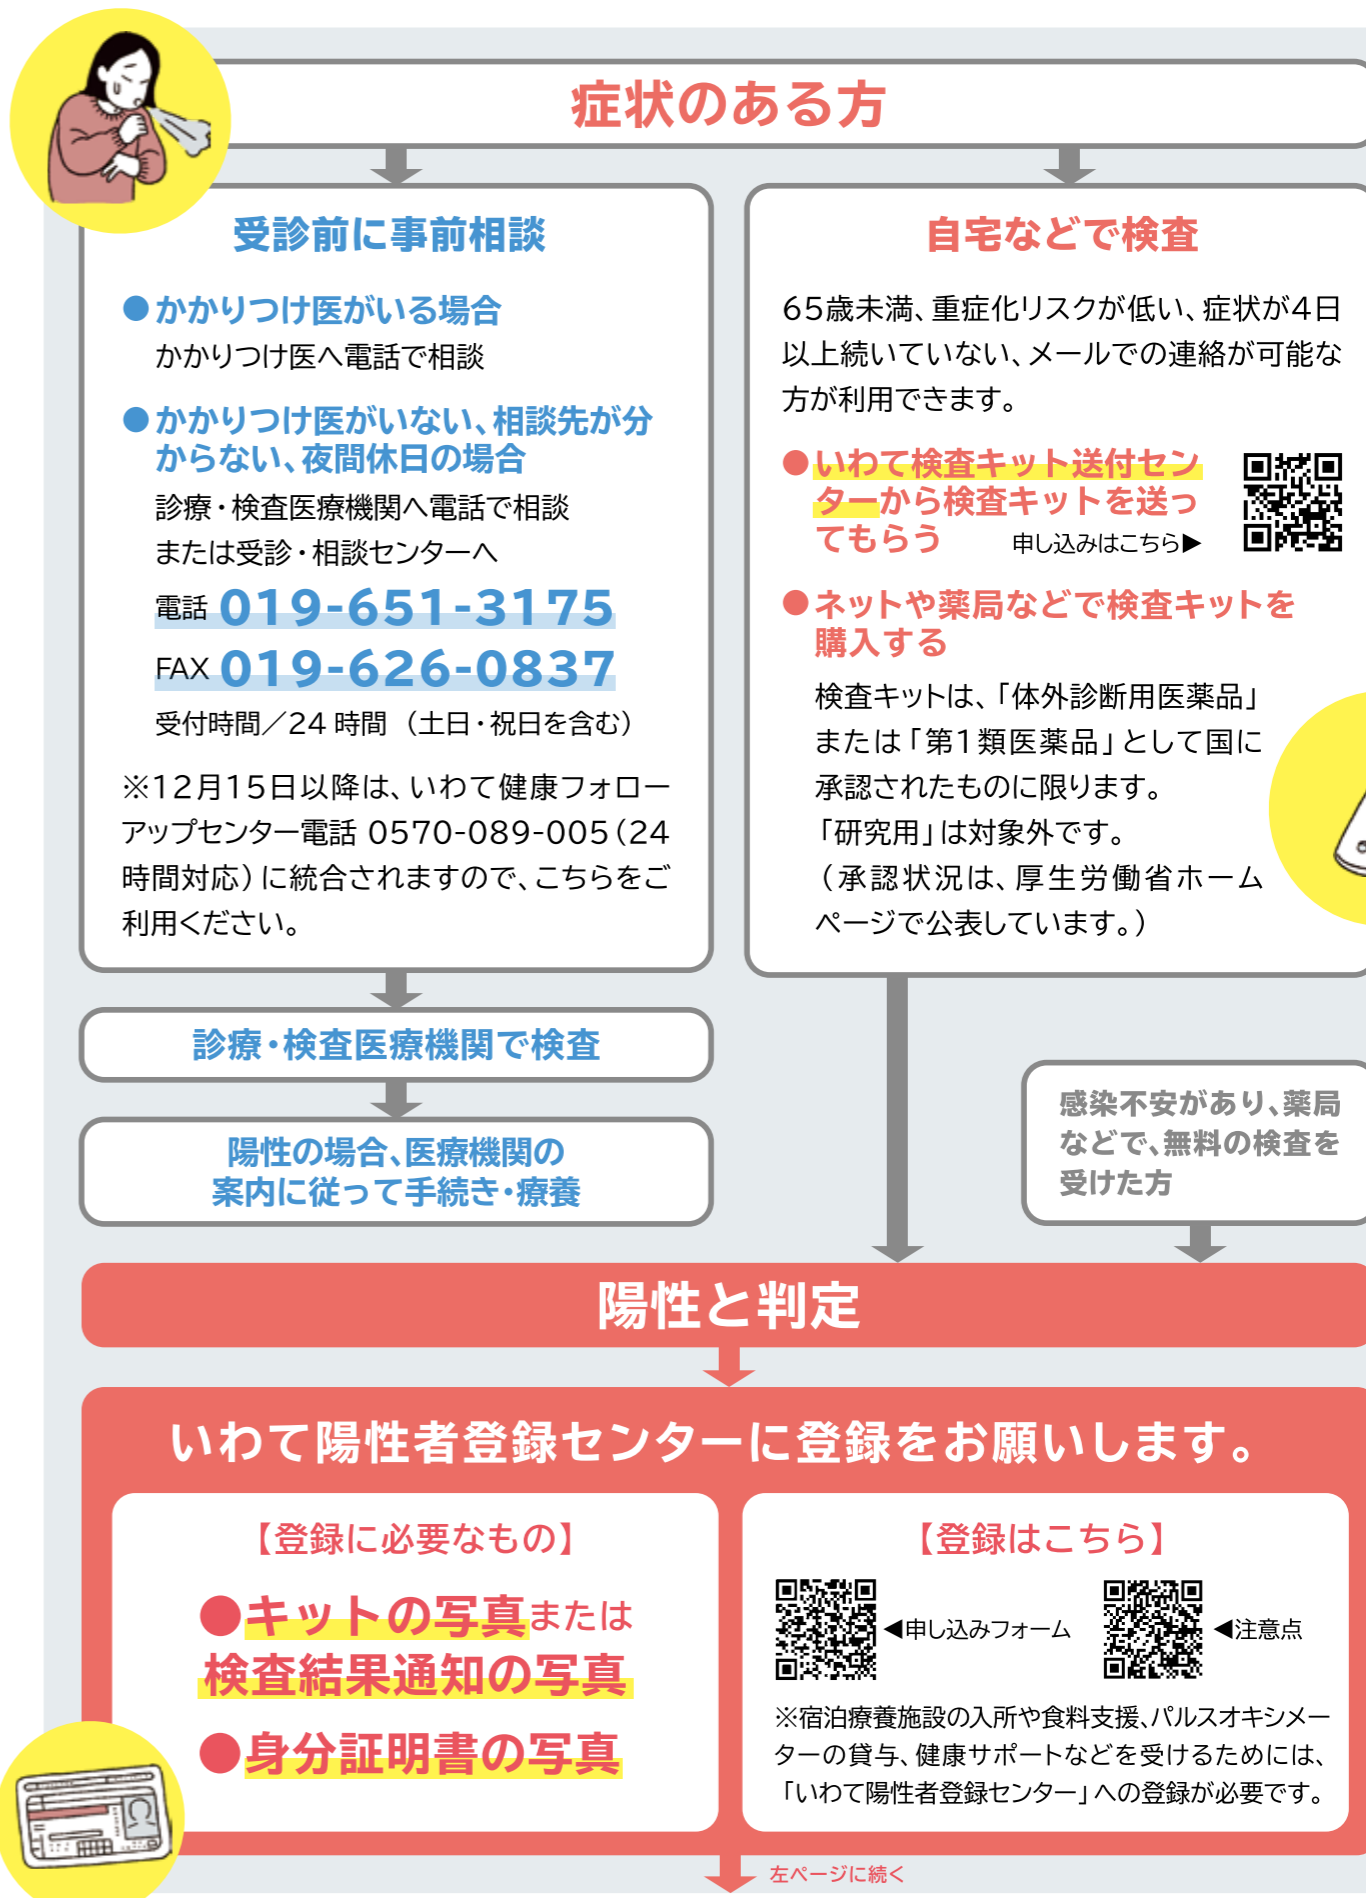 症状のある方
受診前に事前相談
●かかりつけ医がいる場合
かかりつけ医へ電話で相談
●かかりつけ医がいない、相談先が分
からない、夜間休日の場合
診療・検査医療機関へ電話で相談
または受診・相談センターへ
電話 019-651-3175
FAX 019-626-0837
受付時間／24時間（土日・祝日を含む）
※12月15日以降は、いわて健康フォロー
アップセンター電話 0570-089-005（24
時間対応）に統合されますので、こちらをご
利用ください。
診療・検査医療機関で検査
陽性の場合、医療機関の
案内に従って手続き・療養
自宅などで検査
65歳未満、重症化リスクが低い、症状が4日
以上続いていない、メールでの連絡が可能な
方が利用できます。
●いわて検査キット送付セン
ターから検査キットを送っ
てもらう 申し込みはこちら▶
●ネットや薬局などで検査キットを
購入する
検査キットは、「体外診断用医薬品」
または「第1類医薬品」として国に
承認されたものに限ります。
「研究用」は対象外です。
（承認状況は、厚生労働省ホーム
ページで公表しています。）
感染不安があり、薬局
などで、無料の検査を
受けた方
陽性と判定
いわて陽性者登録センターに登録をお願いします。
【登録に必要なもの】
●キットの写真または
検査結果通知の写真
●身分証明書の写真
【登録はこちら】
◀申し込みフォーム
◀注意点
※宿泊療養施設の入所や食料支援、パルスオキシメー
ターの貸与、健康サポートなどを受けるためには、
「いわて陽性者登録センター」への登録が必要です。
左ページに続く